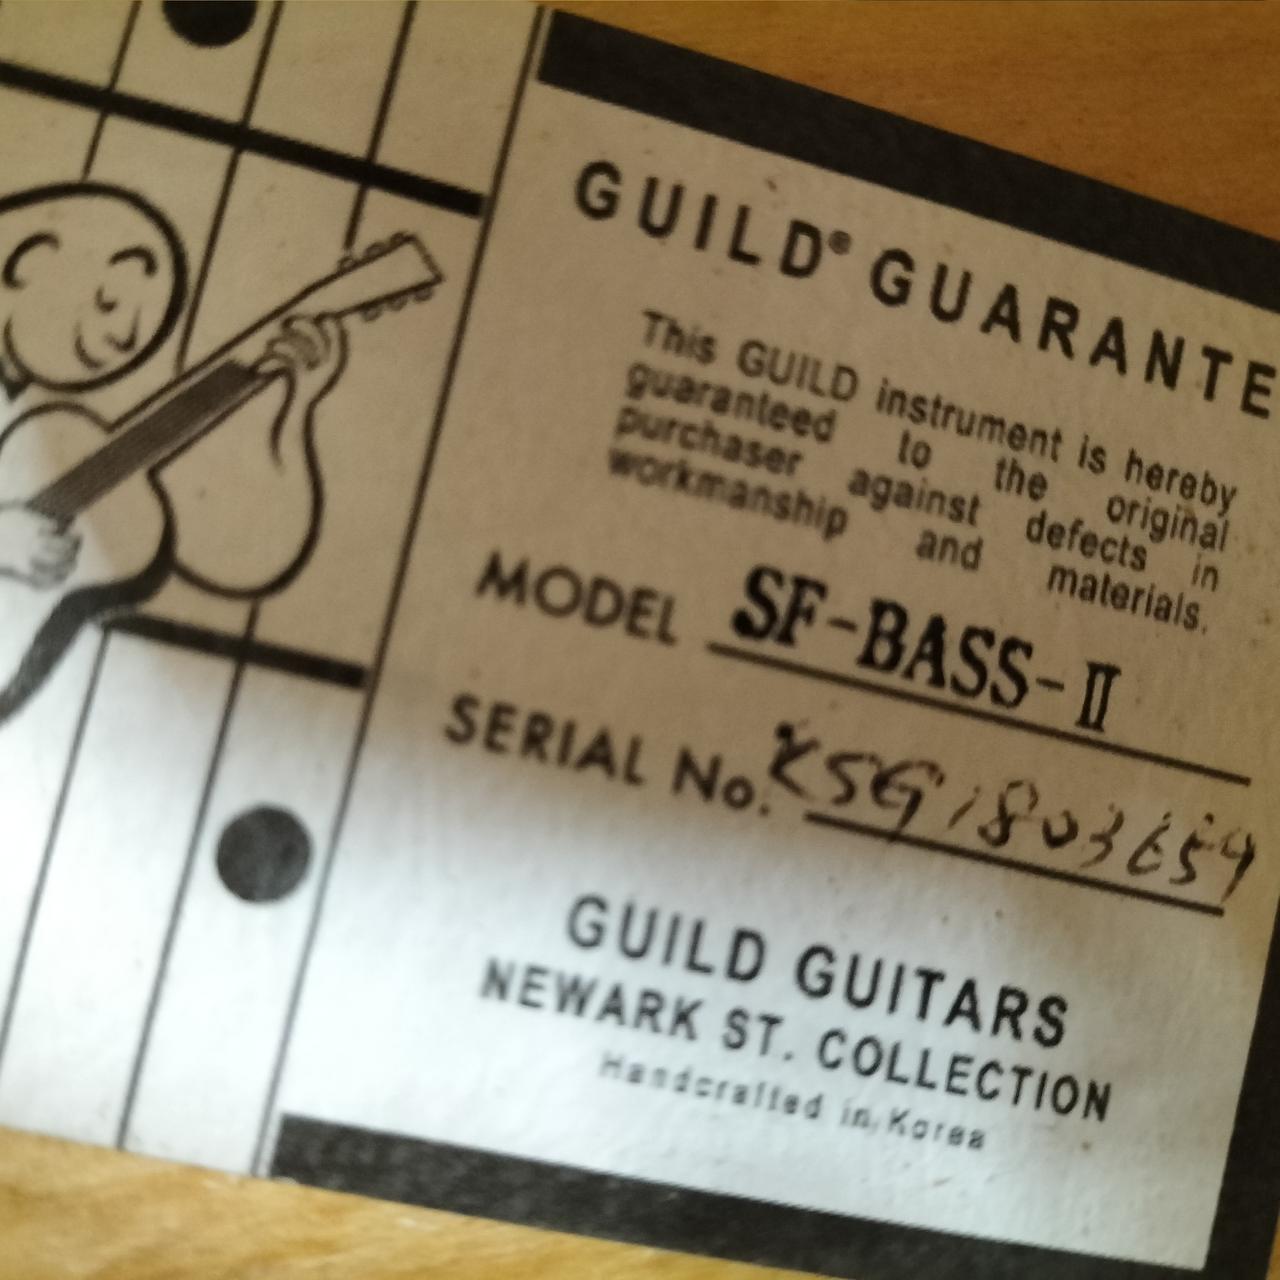 GUILD® GUARANTE
This GUILD instrument is hereby
guaranteed to the original
purchaser against defects in
workmanship and materials.
MODEL SF-BASS-II
SERIAL No. KSG1803659
GUILD GUITARS
NEWARK ST. COLLECTION
Handcrafted in Korea